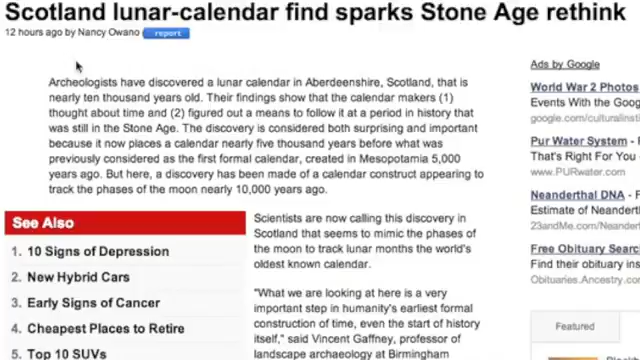 Scotland lunar-calendar find sparks Stone Age rethink
12 hours ago by Nancy Owano report
Archeologists have discovered a lunar calendar in Aberdeenshire, Scotland, that is
nearly ten thousand years old. Their findings show that the calendar makers (1)
thought about time and (2) figured out a means to follow it at a period in history that
was still in the Stone Age. The discovery is considered both surprising and important
because it now places a calendar nearly five thousand years before what was
previously considered as the first formal calendar, created in Mesopotamia 5,000
years ago. But here, a discovery has been made of a calendar construct appearing to
track the phases of the moon nearly 10,000 years ago.
See Also
1. 10 Signs of Depression
2. New Hybrid Cars
3. Early Signs of Cancer
4. Cheapest Places to Retire
5. Top 10 SUVs
Scientists are now calling this discovery in
Scotland that seems to mimic the phases of
the moon to track lunar months the world's
oldest known calendar.
"What we are looking at here is a very
important step in humanity's earliest formal
construction of time, even the start of history
itself," said Vincent Gaffney, professor of
landscape archaeology at Birmingham
Ads by Google
World War 2 Photos
Events With the Goog
google.com/culturalinstit
Pur Water System -
That's Right For You
www.PURwater.com
Neanderthal DNA -
Estimate of Neandert
23andMe.com/Neandert
Free Obituary Searc
Find their obituary ins
Obituaries.Ancestry.com
Featured